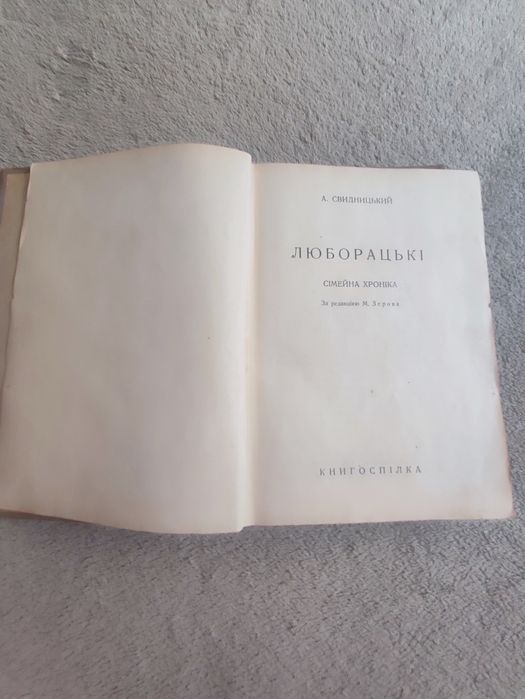 А. СВИДНИЦЬКИЙ
ЛЮБОРАЦЬКІ
СІМЕЙНА ХРОНІКА
За редакцією М. Зерова
КНИГОСПІЛКА